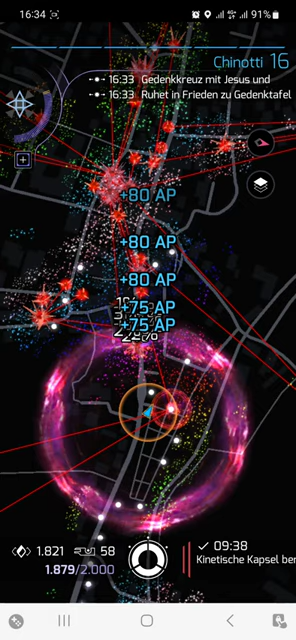 16:34
91%
Chinotti 16
16:33 Gedenkkreuz mit Jesus und
16:33 Ruhet in Frieden zu Gedenktafel
+80 AP
+80 AP
+80 AP
+75 AP
+75 AP
1.821
58
1.879/2.000
09:38
Kinetische Kapsel ber